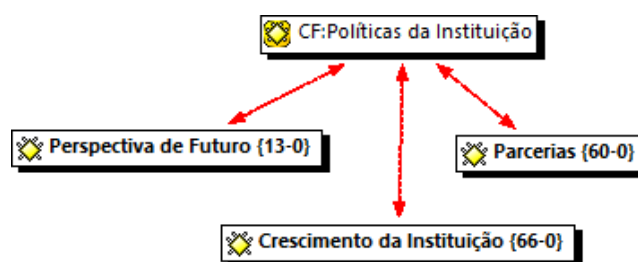 CF:Políticas da Instituição
Perspectiva de Futuro {13-0}
Parcerias {60-0}
Crescimento da Instituição {66-0}